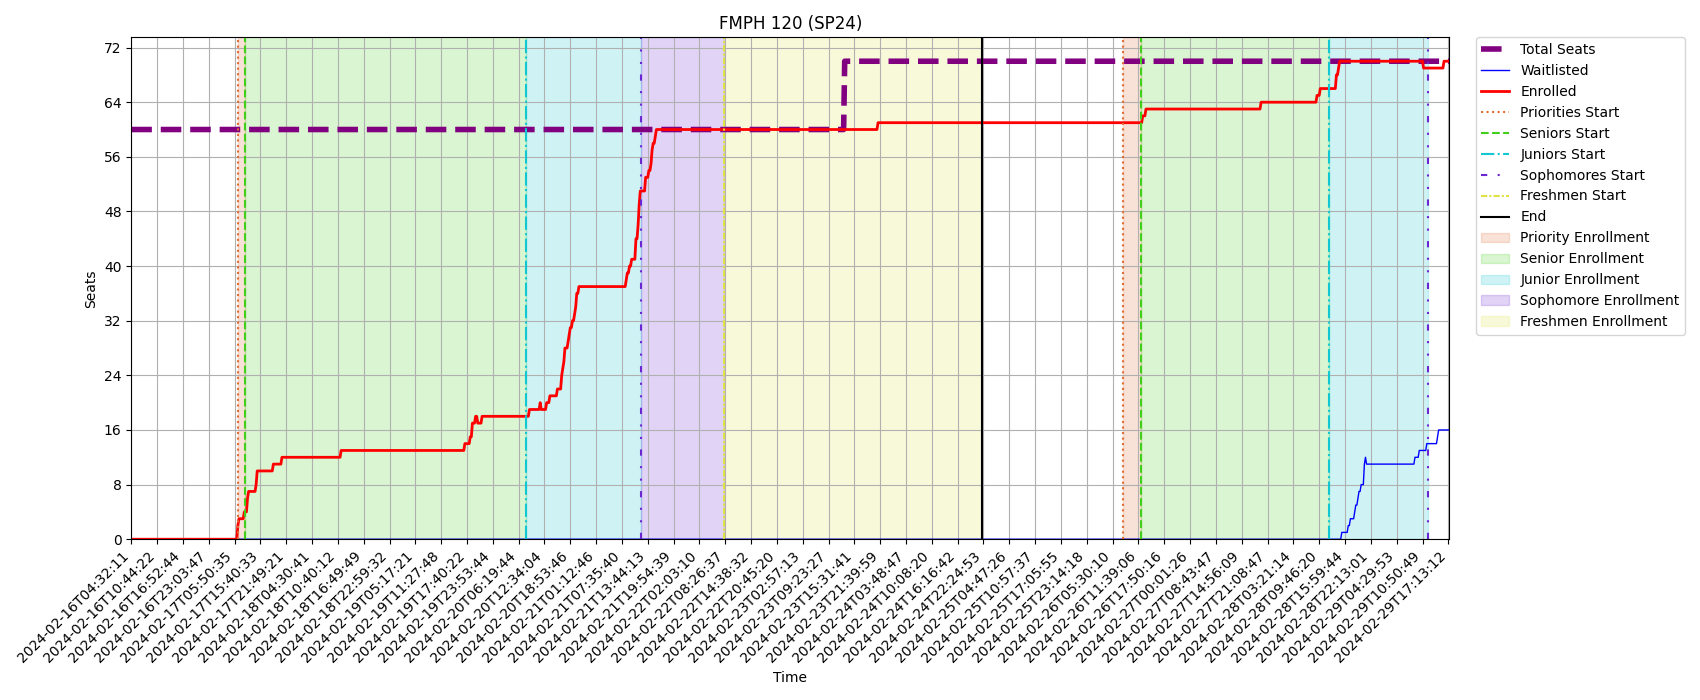 FMPH 120 (SP24)
72
64
56
48
40
32
24
16
8
0
Seats
2024-02-16T04:32:11
2024-02-16T10:44:22
2024-02-16T16:52:44
2024-02-16T23:03:47
2024-02-17T05:50:35
2024-02-17T15:40:33
2024-02-17T21:49:21
2024-02-18T04:30:41
2024-02-18T10:40:12
2024-02-18T16:49:49
2024-02-18T22:59:32
2024-02-19T05:17:21
2024-02-19T11:27:48
2024-02-19T17:40:22
2024-02-19T23:53:44
2024-02-20T06:19:44
2024-02-20T12:34:04
2024-02-20T18:53:46
2024-02-21T01:12:46
2024-02-21T07:35:40
2024-02-21T13:44:13
2024-02-21T19:54:39
2024-02-22T02:03:10
2024-02-22T08:26:37
2024-02-22T14:38:32
2024-02-22T20:45:20
2024-02-23T02:57:13
2024-02-23T09:23:27
2024-02-23T15:31:41
2024-02-23T21:39:59
2024-02-24T03:48:47
2024-02-24T10:08:20
2024-02-24T16:16:42
2024-02-24T22:24:53
2024-02-25T04:47:26
2024-02-25T10:57:37
2024-02-25T17:05:55
2024-02-25T23:14:18
2024-02-26T05:30:10
2024-02-26T11:39:06
2024-02-26T17:50:16
2024-02-27T00:01:26
2024-02-27T08:43:47
2024-02-27T14:56:09
2024-02-27T21:08:47
2024-02-28T03:21:14
2024-02-28T09:46:20
2024-02-28T15:59:44
2024-02-28T22:13:01
2024-02-29T04:29:53
2024-02-29T10:50:49
2024-02-29T17:13:12
Time
Total Seats
Waitlisted
Enrolled
Priorities Start
Seniors Start
Juniors Start
Sophomores Start
Freshmen Start
End
Priority Enrollment
Senior Enrollment
Junior Enrollment
Sophomore Enrollment
Freshmen Enrollment